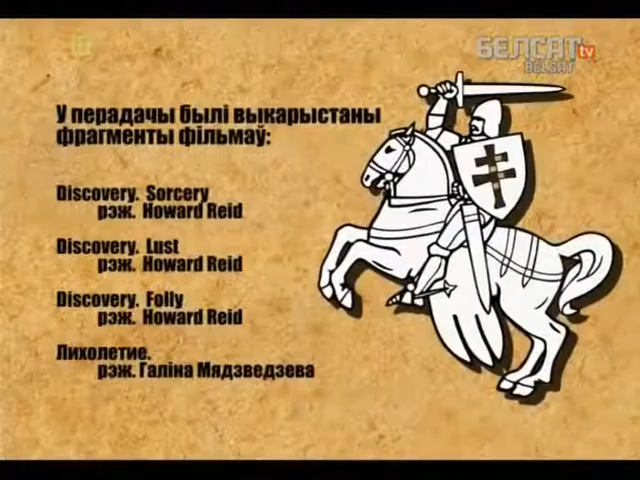 БЕЛСАТ tv
BELSAT
У перадачы былі выкарыстаны
фрагменты фільмаў:
Discovery. Sorcery
рэж. Howard Reid
Discovery. Lust
рэж. Howard Reid
Discovery. Folly
рэж. Howard Reid
Лихолетие.
рэж. Галіна Мядзведзева